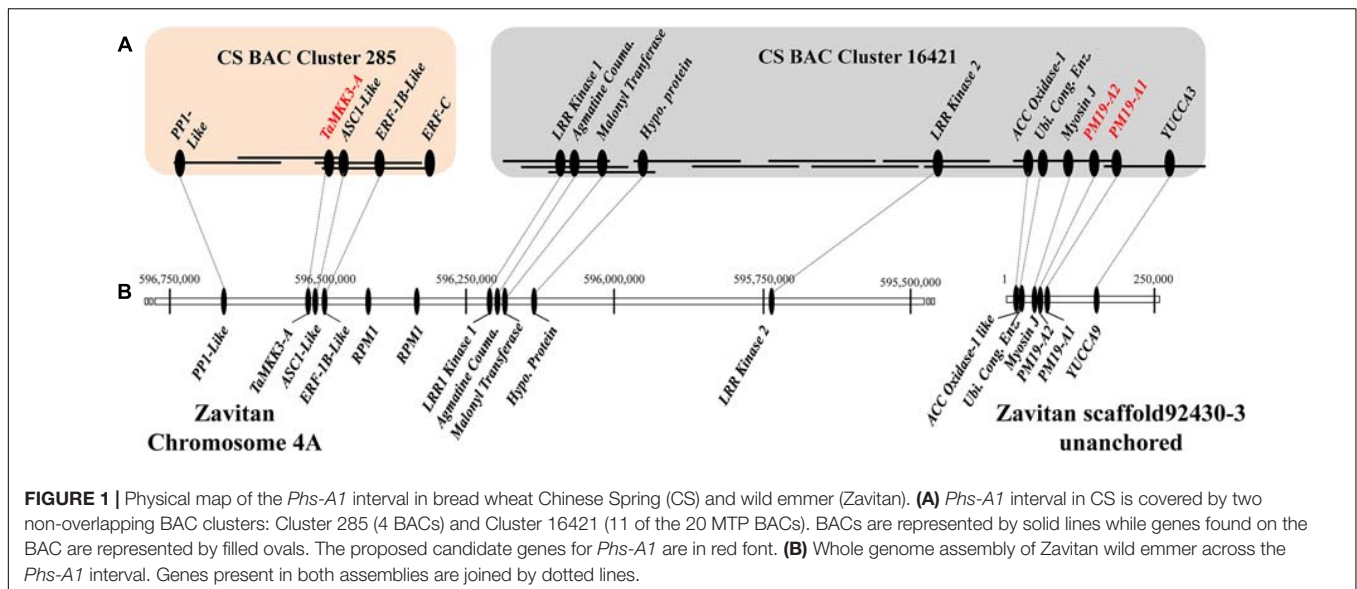 A
CS BAC Cluster 285
CS BAC Cluster 16421
PP1-
Like
TaMKK3-A
ASC1-Like
ERF-1B-Like
ERF-C
LRR Kinase 1
Agmatine Couma.
Malonyl Tranferase
Hypo. protein
LRR Kinase 2
ACC Oxidase-1
Ubi. Cong. Enz.
Myosin J
PM19-A2
PM19-A1
YUCCA3
596,750,000
596,500,000
596,250,000
596,000,000
595,750,000
595,500,000
1
250,000
B
PP1-Like
TaMKK3-A
ASC1-Like
ERF-1B-Like
RPM1
RPM1
LRR1 Kinase 1
Agmatine Couma.
Malonyl Transferase
Hypo. Protein
LRR Kinase 2
ACC Oxidase-1 like
Ubi. Cong. Enz
Myosin J
PM19-A2
PM19-A1
YUCCA9
Zavitan
Chromosome 4A
Zavitan scaffold92430-3
unanchored
FIGURE 1 | Physical map of the Phs-A1 interval in bread wheat Chinese Spring (CS) and wild emmer (Zavitan). (A) Phs-A1 interval in CS is covered by two
non-overlapping BAC clusters: Cluster 285 (4 BACs) and Cluster 16421 (11 of the 20 MTP BACs). BACs are represented by solid lines while genes found on the
BAC are represented by filled ovals. The proposed candidate genes for Phs-A1 are in red font. (B) Whole genome assembly of Zavitan wild emmer across the
Phs-A1 interval. Genes present in both assemblies are joined by dotted lines.